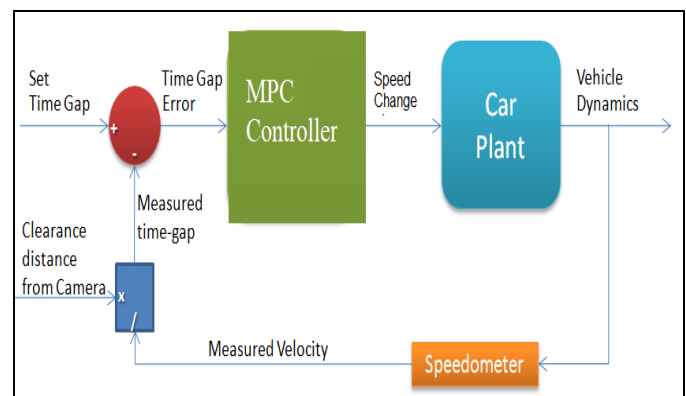 Set
Time Gap
Time Gap
Error
MPC
Controller
Speed
Change
Car
Plant
Vehicle
Dynamics
+
-
Measured
time-gap
Clearance
distance
from Camera
x
/
Measured Velocity
Speedometer